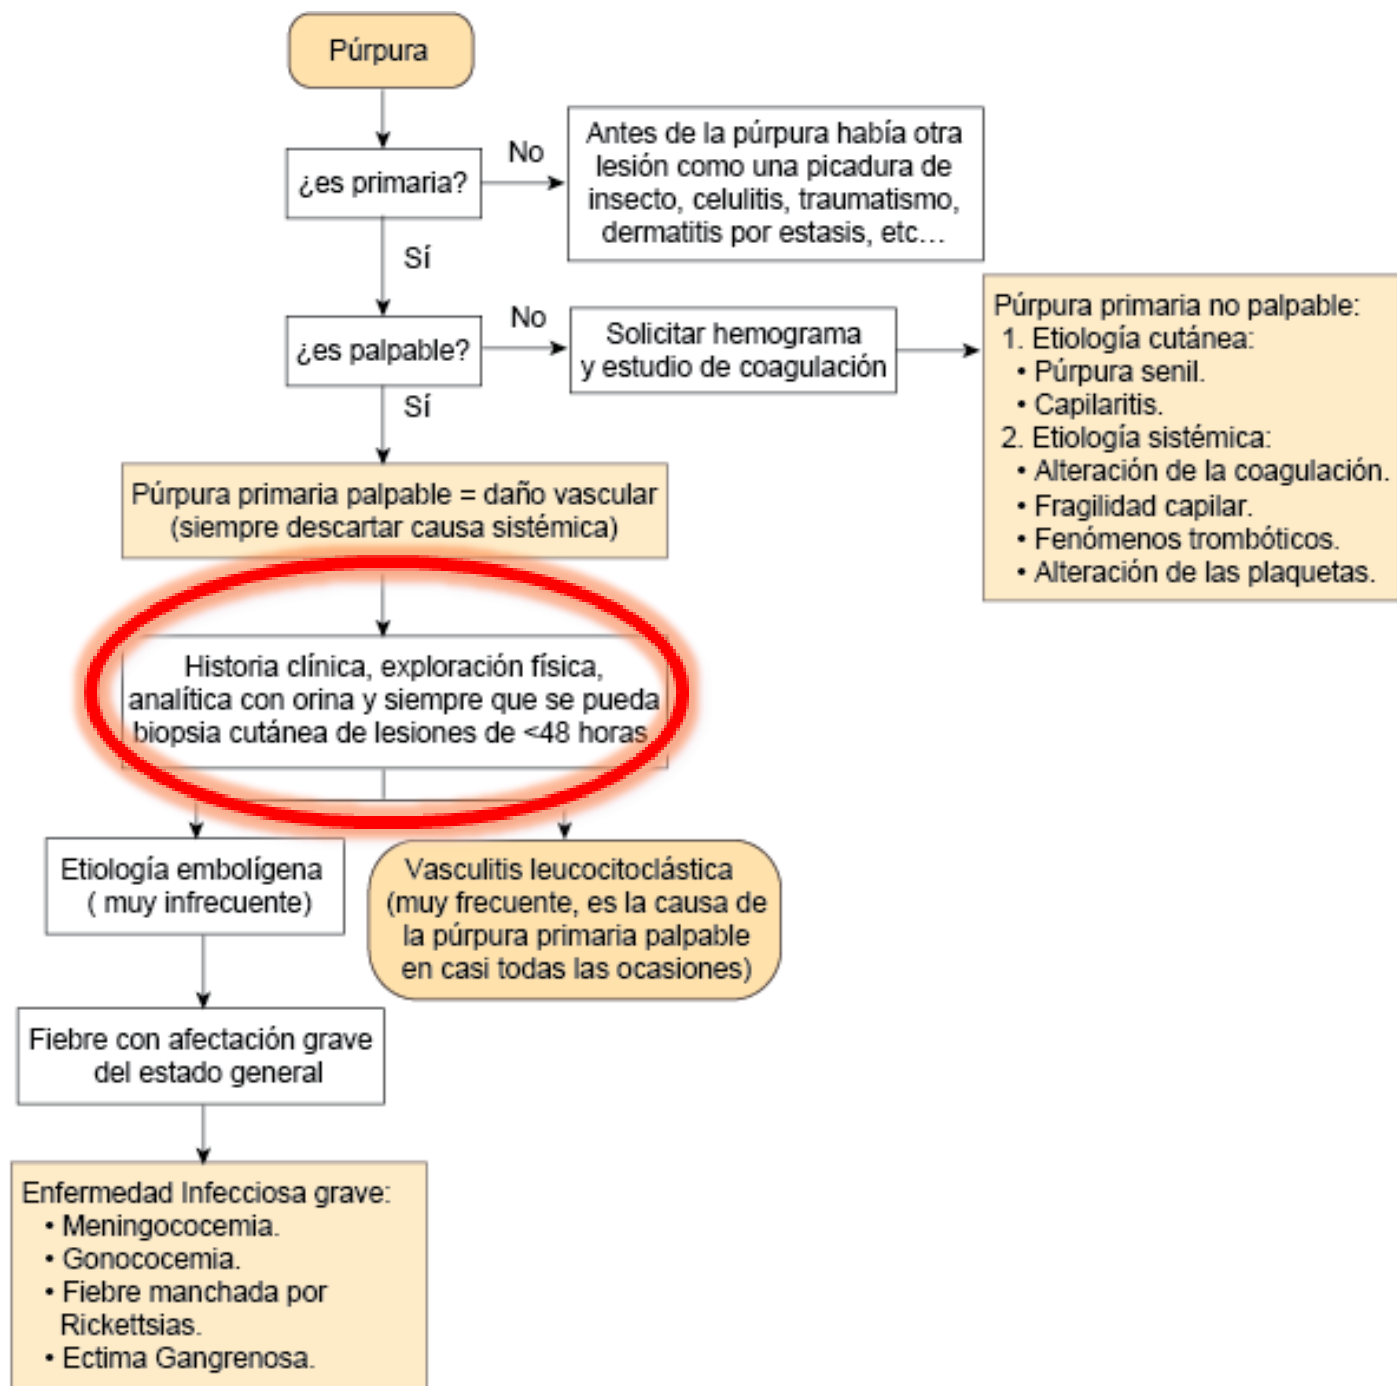 Púrpura
¿es primaria?
No
Antes de la púrpura había otra
lesión como una picadura de
insecto, celulitis, traumatismo,
dermatitis por estasis, etc...
Sí
¿es palpable?
No
Solicitar hemograma
y estudio de coagulación
Púrpura primaria no palpable:
1. Etiología cutánea:
• Púrpura senil.
• Capilaritis.
2. Etiología sistémica:
• Alteración de la coagulación.
• Fragilidad capilar.
• Fenómenos trombóticos.
• Alteración de las plaquetas.
Sí
Púrpura primaria palpable = daño vascular
(siempre descartar causa sistémica)
Historia clínica, exploración física,
analítica con orina y siempre que se pueda
biopsia cutánea de lesiones de <48 horas
Etiología embolígena
( muy infrecuente)
Vasculitis leucocitoclástica
(muy frecuente, es la causa de
la púrpura primaria palpable
en casi todas las ocasiones)
Fiebre con afectación grave
del estado general
Enfermedad Infecciosa grave:
• Meningococemia.
• Gonococemia.
• Fiebre manchada por
Rickettsias.
• Ectima Gangrenosa.